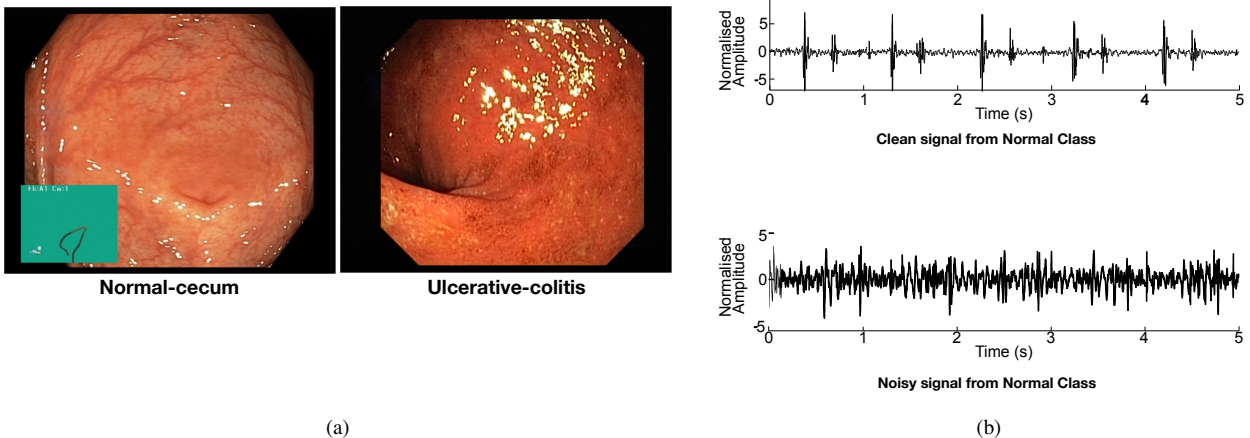 Normal-cecum
Ulcerative-colitis
(a)
Normalised
Amplitude
5
0
-5
0 1 2 3 4 5
Time (s)
Clean signal from Normal Class
Normalised
Amplitude
5
0
-5
0 1 2 3 4 5
Time (s)
Noisy signal from Normal Class
(b)